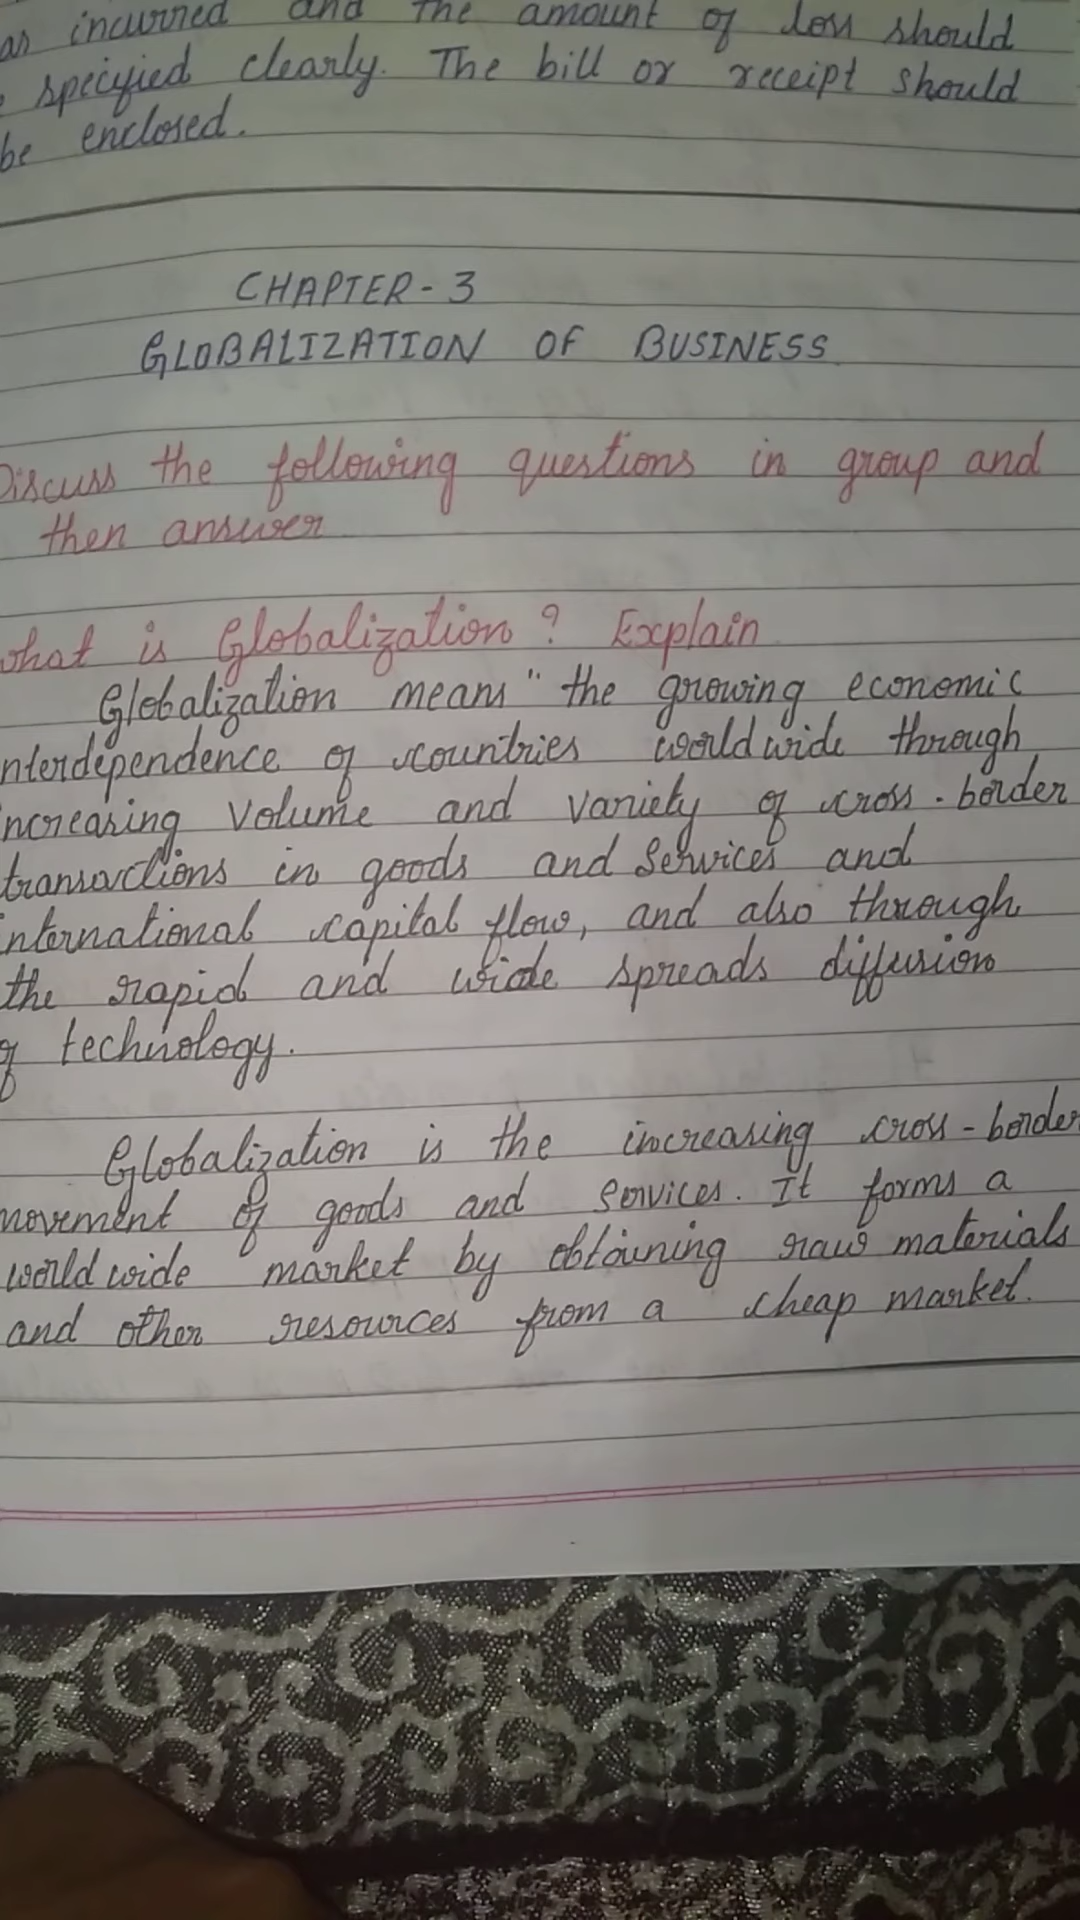 as incurred and the amount of loss should
specified clearly. The bill or receipt should
be enclosed.
CHAPTER - 3
GLOBALIZATION OF BUSINESS
Discuss the following questions in group and
then answer
what is Globalization? Explain
Globalization means " the growing economic
nterdependence of countries world wide through
ncreasing volume and variety of cross - border
transactions in goods and services and
international capital flow, and also through
the rapid and wide spreads diffusion
of technology.
Globalization is the increasing cross - border
movement of goods and services. It forms a
world wide market by obtaining raw materials
and other resources from a cheap market.